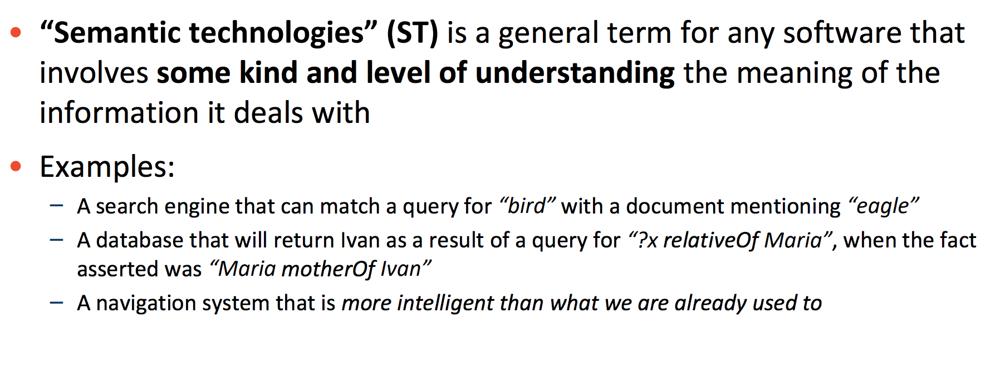 • “Semantic technologies” (ST) is a general term for any software that
involves some kind and level of understanding the meaning of the
information it deals with
• Examples:
– A search engine that can match a query for “bird” with a document mentioning “eagle”
– A database that will return Ivan as a result of a query for “?x relativeOf Maria”, when the fact
asserted was “Maria motherOf Ivan”
– A navigation system that is more intelligent than what we are already used to